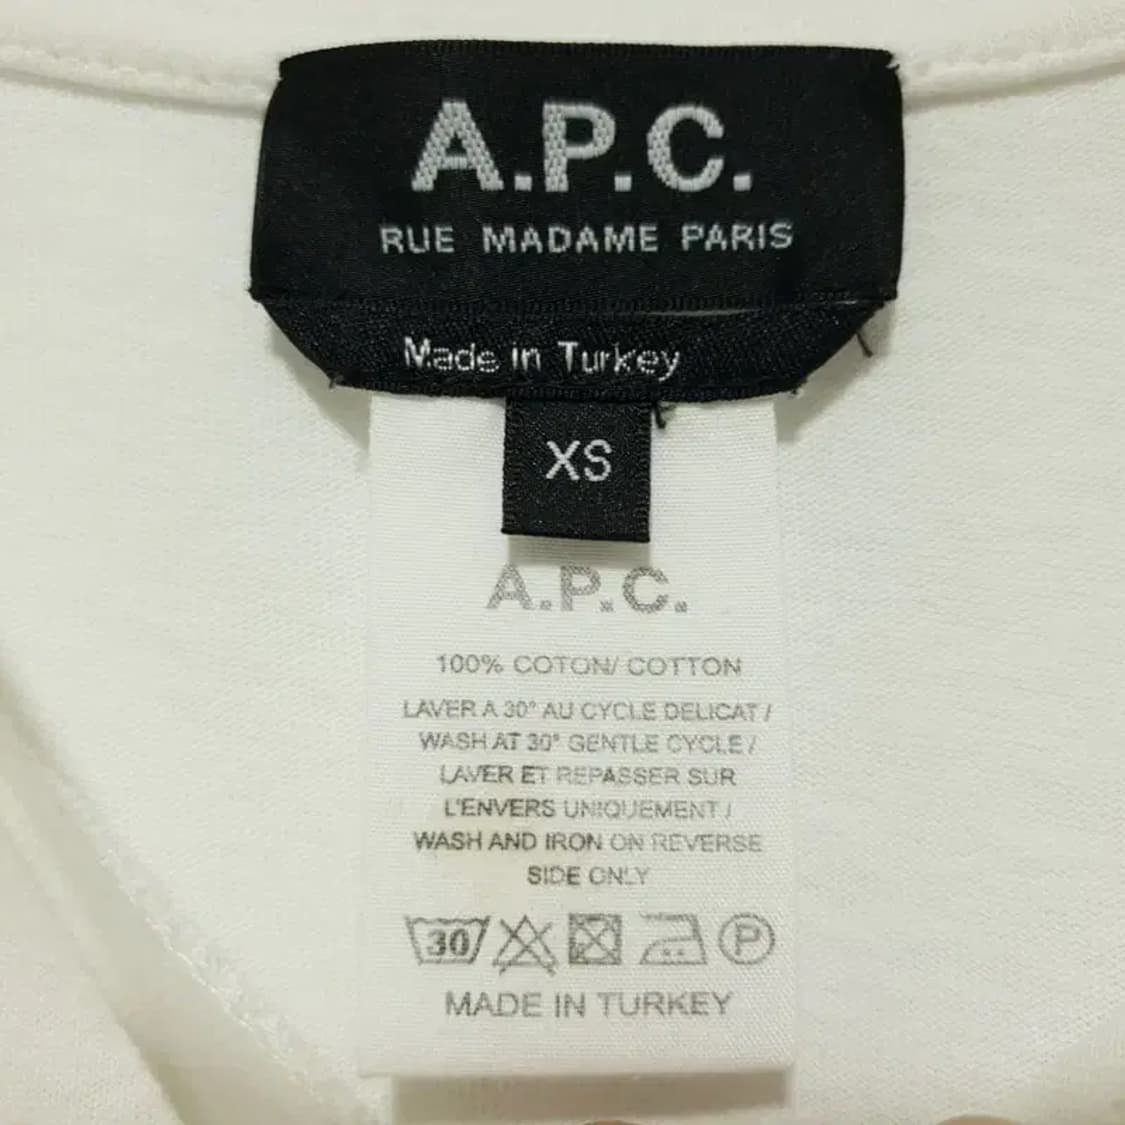 A.P.C.
RUE MADAME PARIS
Made in Turkey
XS
A.P.C.
100% COTON/ COTTON
LAVER A 30° AU CYCLE DELICAT /
WASH AT 30° GENTLE CYCLE /
LAVER ET REPASSER SUR
L'ENVERS UNIQUEMENT /
WASH AND IRON ON REVERSE
SIDE ONLY
30 P
MADE IN TURKEY